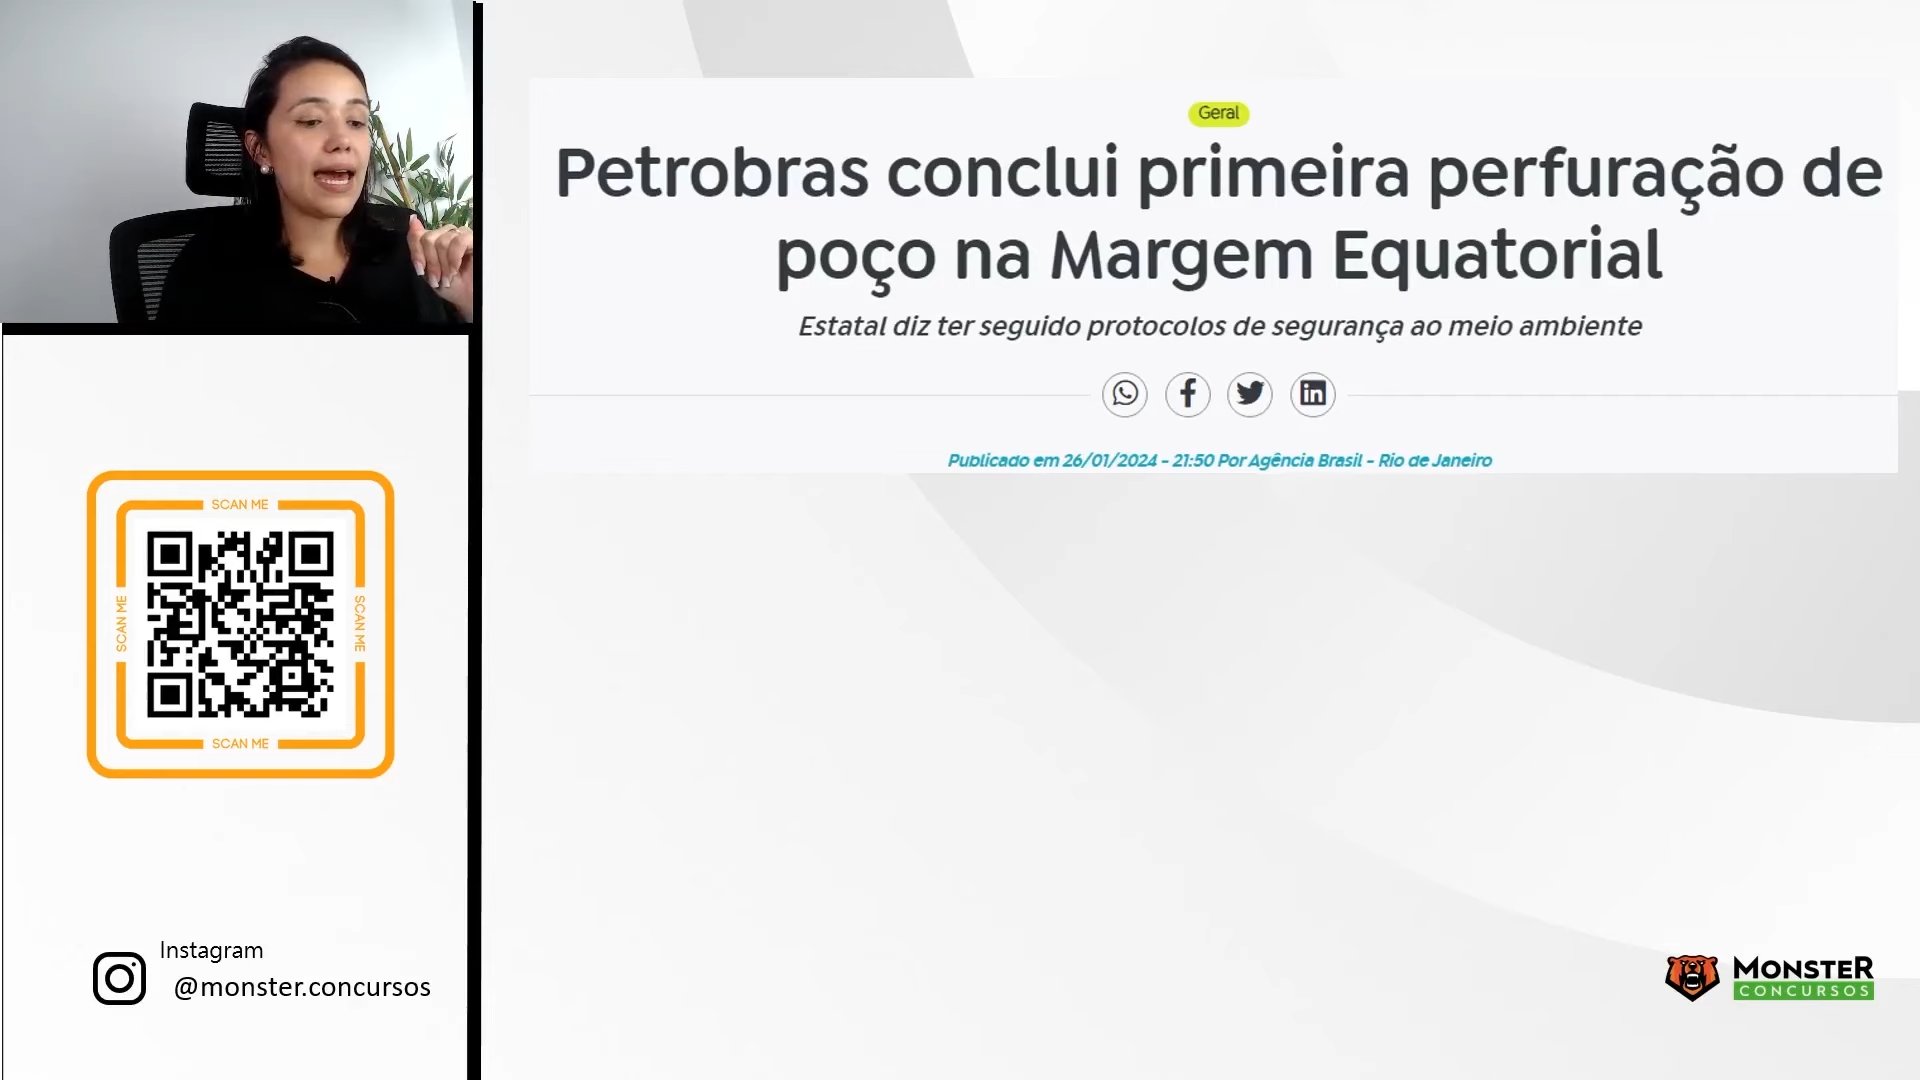 Geral
Petrobras conclui primeira perfuração de
poço na Margem Equatorial
Estatal diz ter seguido protocolos de segurança ao meio ambiente
Publicado em 26/01/2024 - 21:50 Por Agência Brasil - Rio de Janeiro
SCAN ME
SCAN ME
SCAN ME
SCAN ME
Instagram
@monster.concursos
MONSTER
CONCURSOS